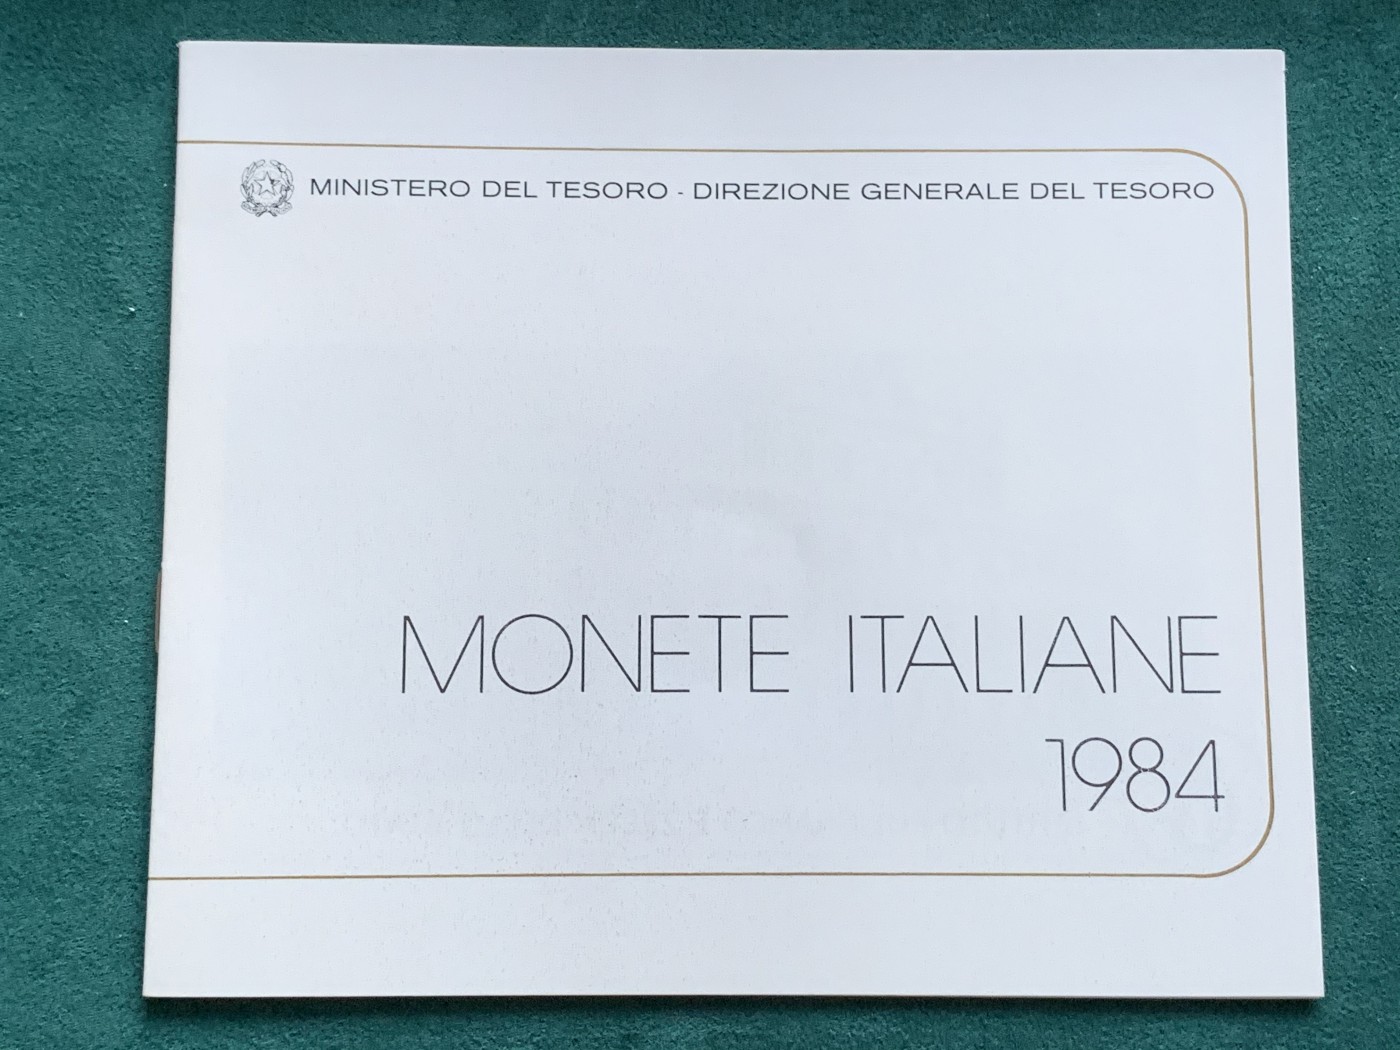 MINISTERO DEL TESORO - DIREZIONE GENERALE DEL TESORO
MONETE ITALIANE
1984